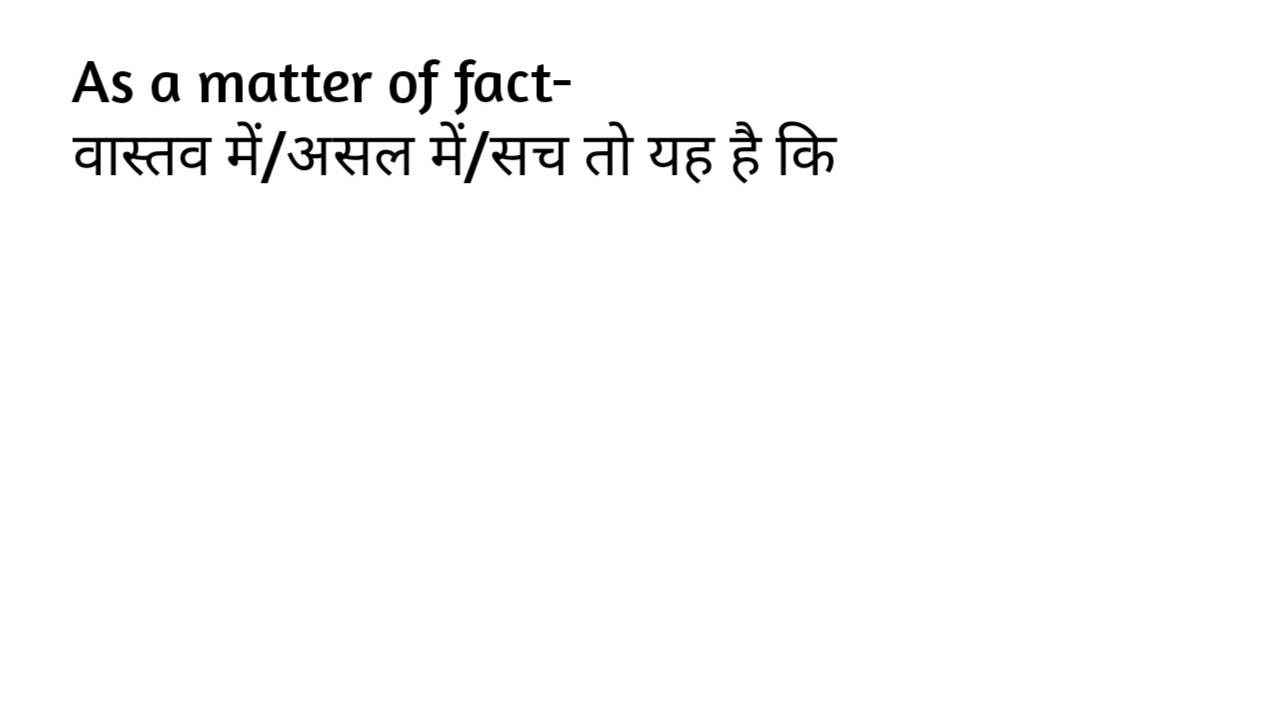 As a matter of fact-
वास्तव में/असल में/सच तो यह है कि